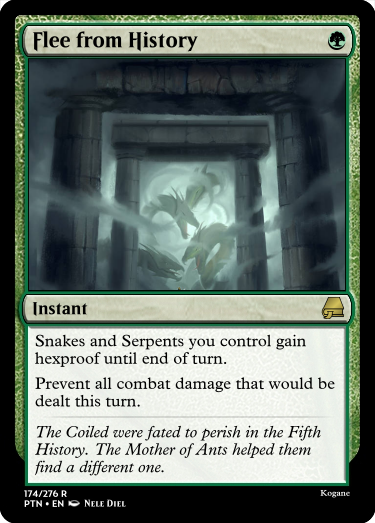 Flee from History
Instant
Snakes and Serpents you control gain
hexproof until end of turn.
Prevent all combat damage that would be
dealt this turn.
The Coiled were fated to perish in the Fifth
History. The Mother of Ants helped them
find a different one.
174/276 R
Kogane
PTN • EN Nele Diel